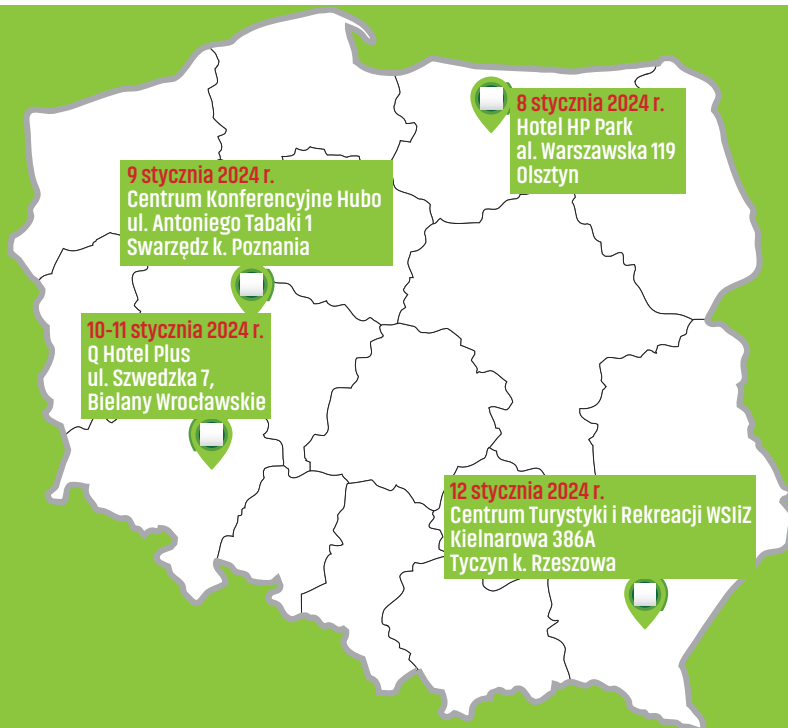 8 stycznia 2024 r.
Hotel HP Park
al. Warszawska 119
Olsztyn
9 stycznia 2024 r.
Centrum Konferencyjne Hubo
ul. Antoniego Tabaki 1
Swarzędz k. Poznania
10-11 stycznia 2024 r.
Q Hotel Plus
ul. Szwedzka 7,
Bielany Wrocławskie
12 stycznia 2024 r.
Centrum Turystyki i Rekreacji WSIiZ
Kielnarowa 386A
Tyczyn k. Rzeszowa